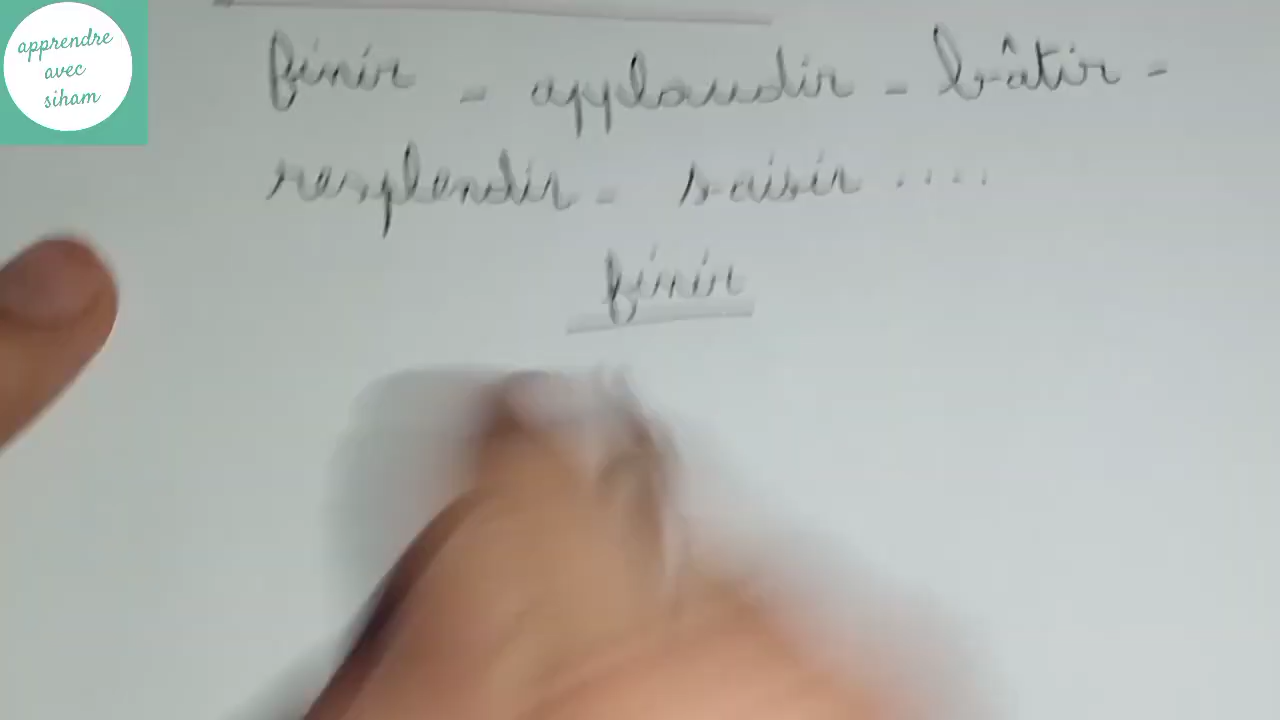 apprendre
avec
siham
finir - applaudir - bâtir -
resplendir - saisir ....
finir